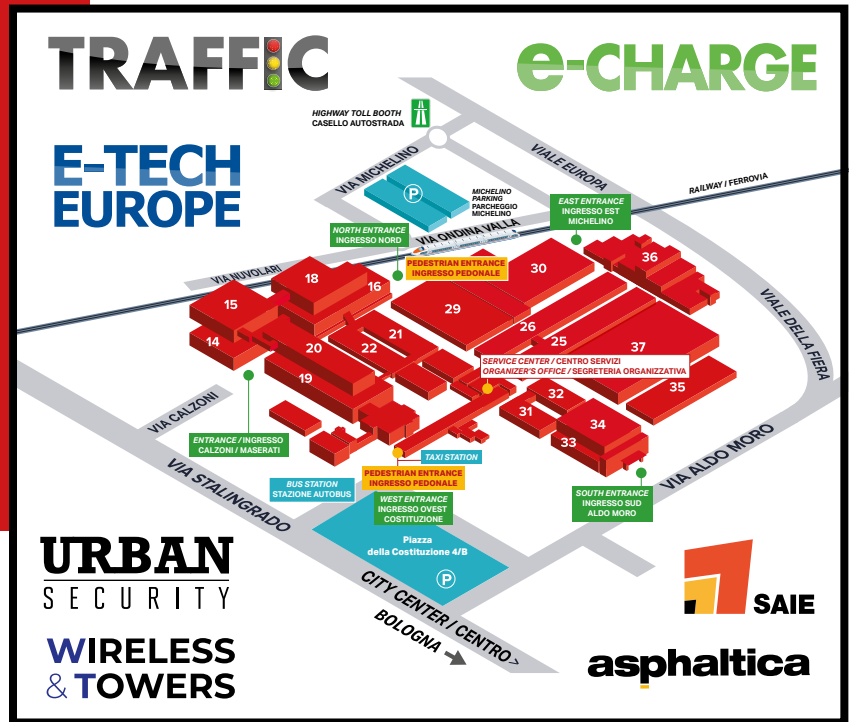 TRAFFIC
e-CHARGE
E-TECH
EUROPE
HIGHWAY TOLL BOOTH
CASELLO AUTOSTRADA
VIA MICHELINO
VIALE EUROPA
RAILWAY / FERROVIA
P
MICHELINO
PARKING
PARCHEGGIO
MICHELINO
EAST ENTRANCE
INGRESSO EST
MICHELINO
NORTH ENTRANCE
INGRESSO NORD
VIA ONDINA VALLA
PEDESTRIAN ENTRANCE
INGRESSO PEDONALE
VIA NUVOLARI
VIALE DELLA FIERA
36
30
18
16
15
29
14
26
21
25
20
22
37
19
SERVICE CENTER / CENTRO SERVIZI
ORGANIZER'S OFFICE / SEGRETERIA ORGANIZZATIVA
35
32
31
34
33
VIA CALZONI
ENTRANCE / INGRESSO
CALZONI / MASERATI
VIA ALDO MORO
VIA STALINGRADO
TAXI STATION
PEDESTRIAN ENTRANCE
INGRESSO PEDONALE
BUS STATION
STAZIONE AUTOBUS
WEST ENTRANCE
INGRESSO OVEST
COSTITUZIONE
SOUTH ENTRANCE
INGRESSO SUD
ALDO MORO
Piazza
della Costituzione 4/B
P
CITY CENTER / CENTRO >
BOLOGNA
URBAN
SECURITY
WIRELESS
& TOWERS
SAIE
asphaltica